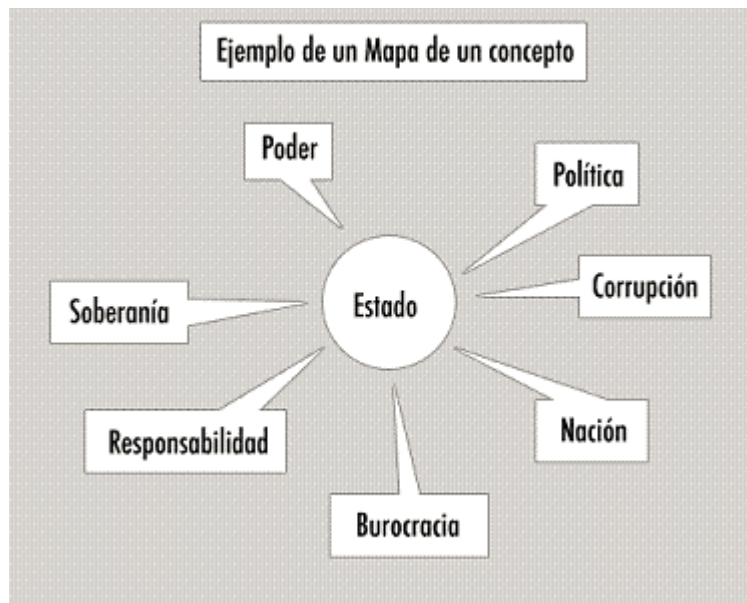 Ejemplo de un Mapa de un concepto
Poder
Política
Soberanía
Estado
Corrupción
Responsabilidad
Nación
Burocracia